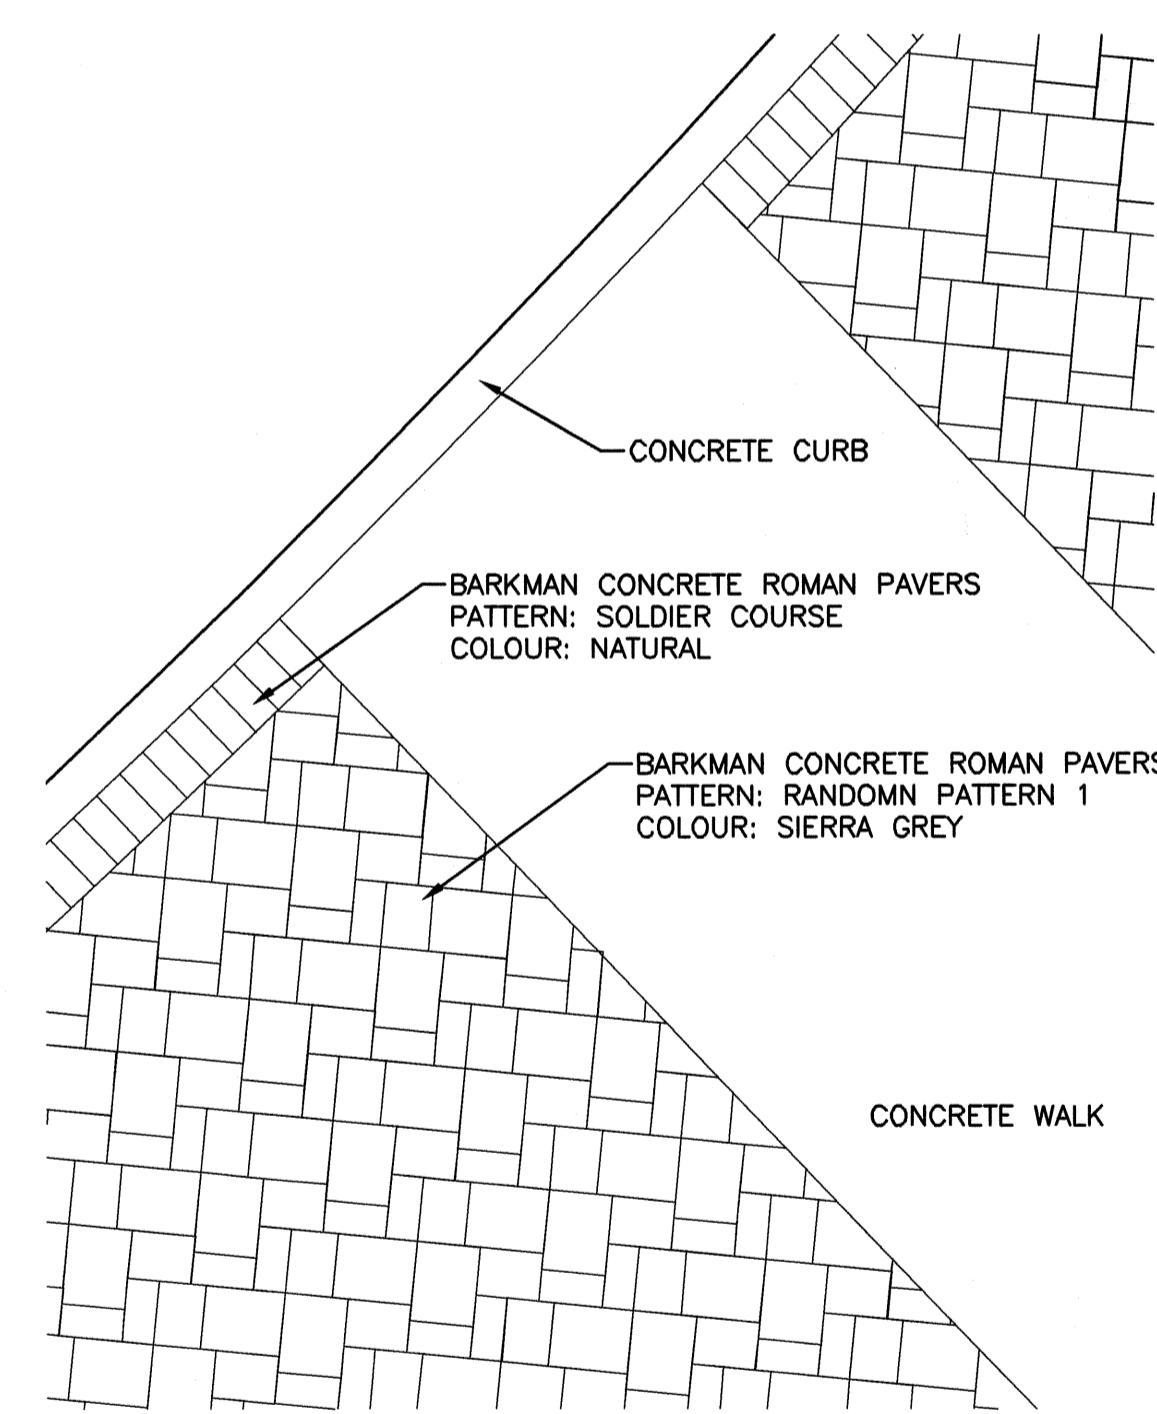 CONCRETE CURB
BARKMAN CONCRETE ROMAN PAVERS
PATTERN: SOLDIER COURSE
COLOUR: NATURAL
BARKMAN CONCRETE ROMAN PAVERS
PATTERN: RANDOMN PATTERN 1
COLOUR: SIERRA GREY
CONCRETE WALK